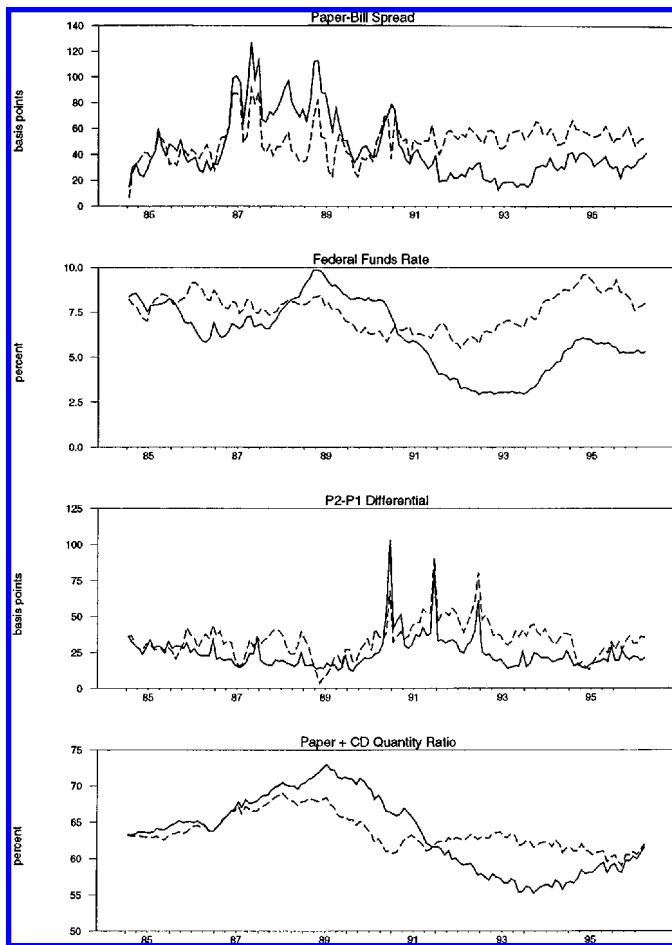 Paper-Bill Spread
basis points
140
120
100
80
60
40
20
0
85 87 89 91 93 95
Federal Funds Rate
percent
10.0
7.5
5.0
2.5
0.0
85 87 89 91 93 95
P2-P1 Differential
basis points
125
100
75
50
25
0
85 87 89 91 93 95
Paper + CD Quantity Ratio
percent
75
70
65
60
55
50
85 87 89 91 93 95